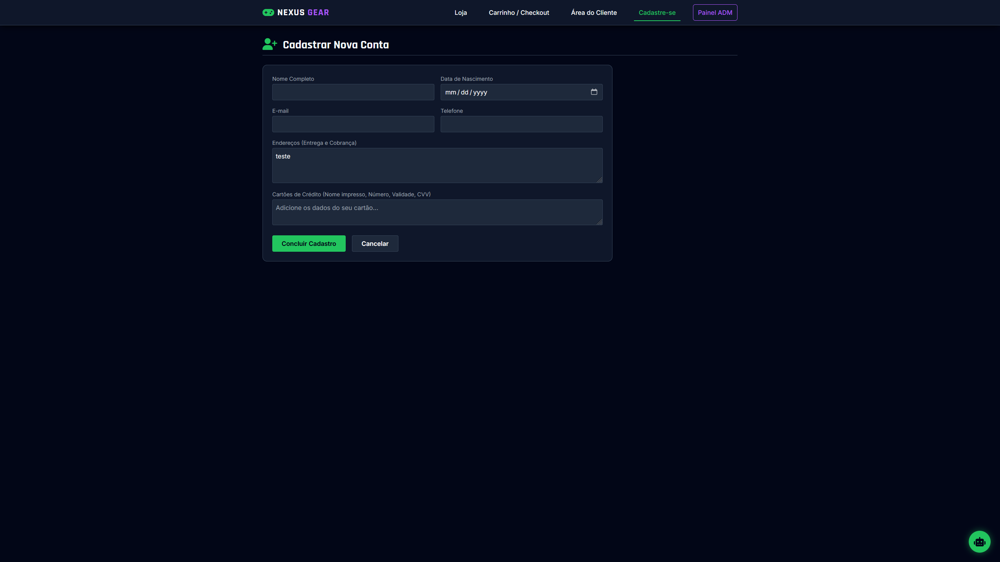 NEXUS GEAR
Loja
Carrinho / Checkout
Área do Cliente
Cadastre-se
Painel ADM
Cadastrar Nova Conta
Nome Completo
Data de Nascimento
mm/dd/yyyy
E-mail
Telefone
Endereços (Entrega e Cobrança)
teste
Cartões de Crédito (Nome impresso, Número, Validade, CVV)
Adicione os dados do seu cartão...
Concluir Cadastro
Cancelar